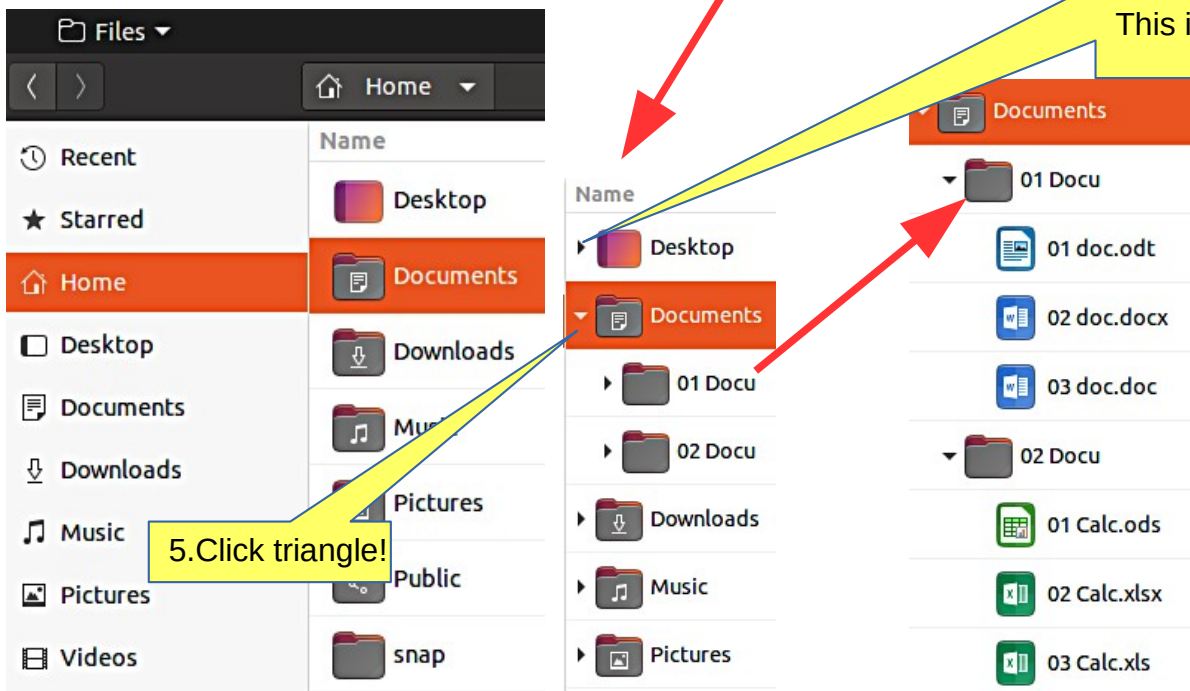 Files
Home
Recent
Starred
Home
Desktop
Documents
Downloads
Music
Pictures
Videos
Name
Desktop
Documents
Downloads
Music
Pictures
Public
snap
5.Click triangle!
Name
Desktop
Documents
01 Docu
02 Docu
Downloads
Music
Pictures
This i
Documents
01 Docu
01 doc.odt
02 doc.docx
03 doc.doc
02 Docu
01 Calc.ods
02 Calc.xlsx
03 Calc.xls